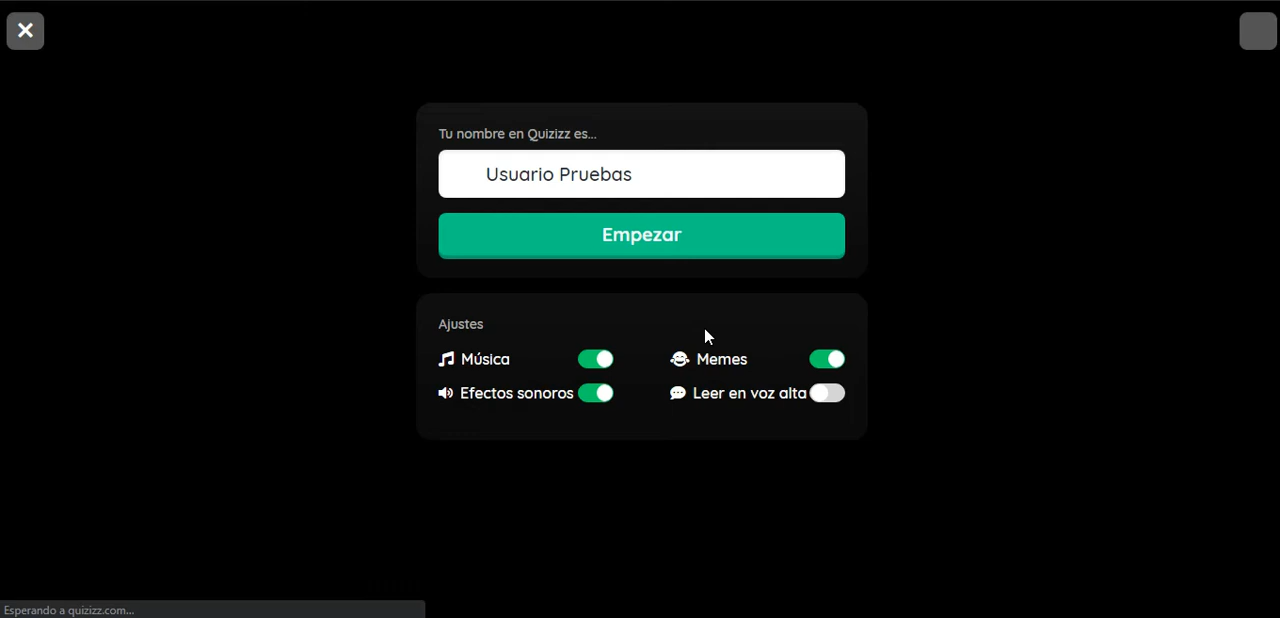 Tu nombre en Quizizz es...
Usuario Pruebas
Empezar
Ajustes
Música
Memes
Efectos sonoros
Leer en voz alta
Esperando a quizizz.com...